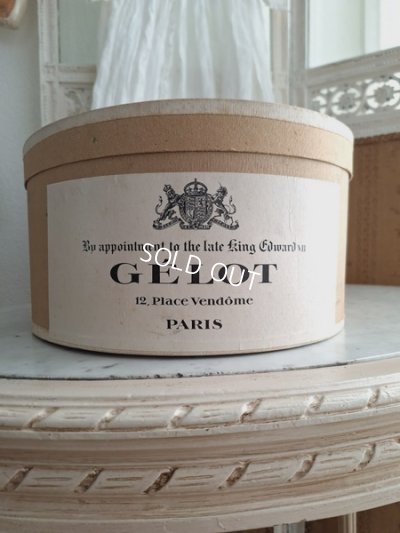 By appointment to the late King Edward VII
GELOT
SOLD OUT
12, Place Vendôme
PARIS